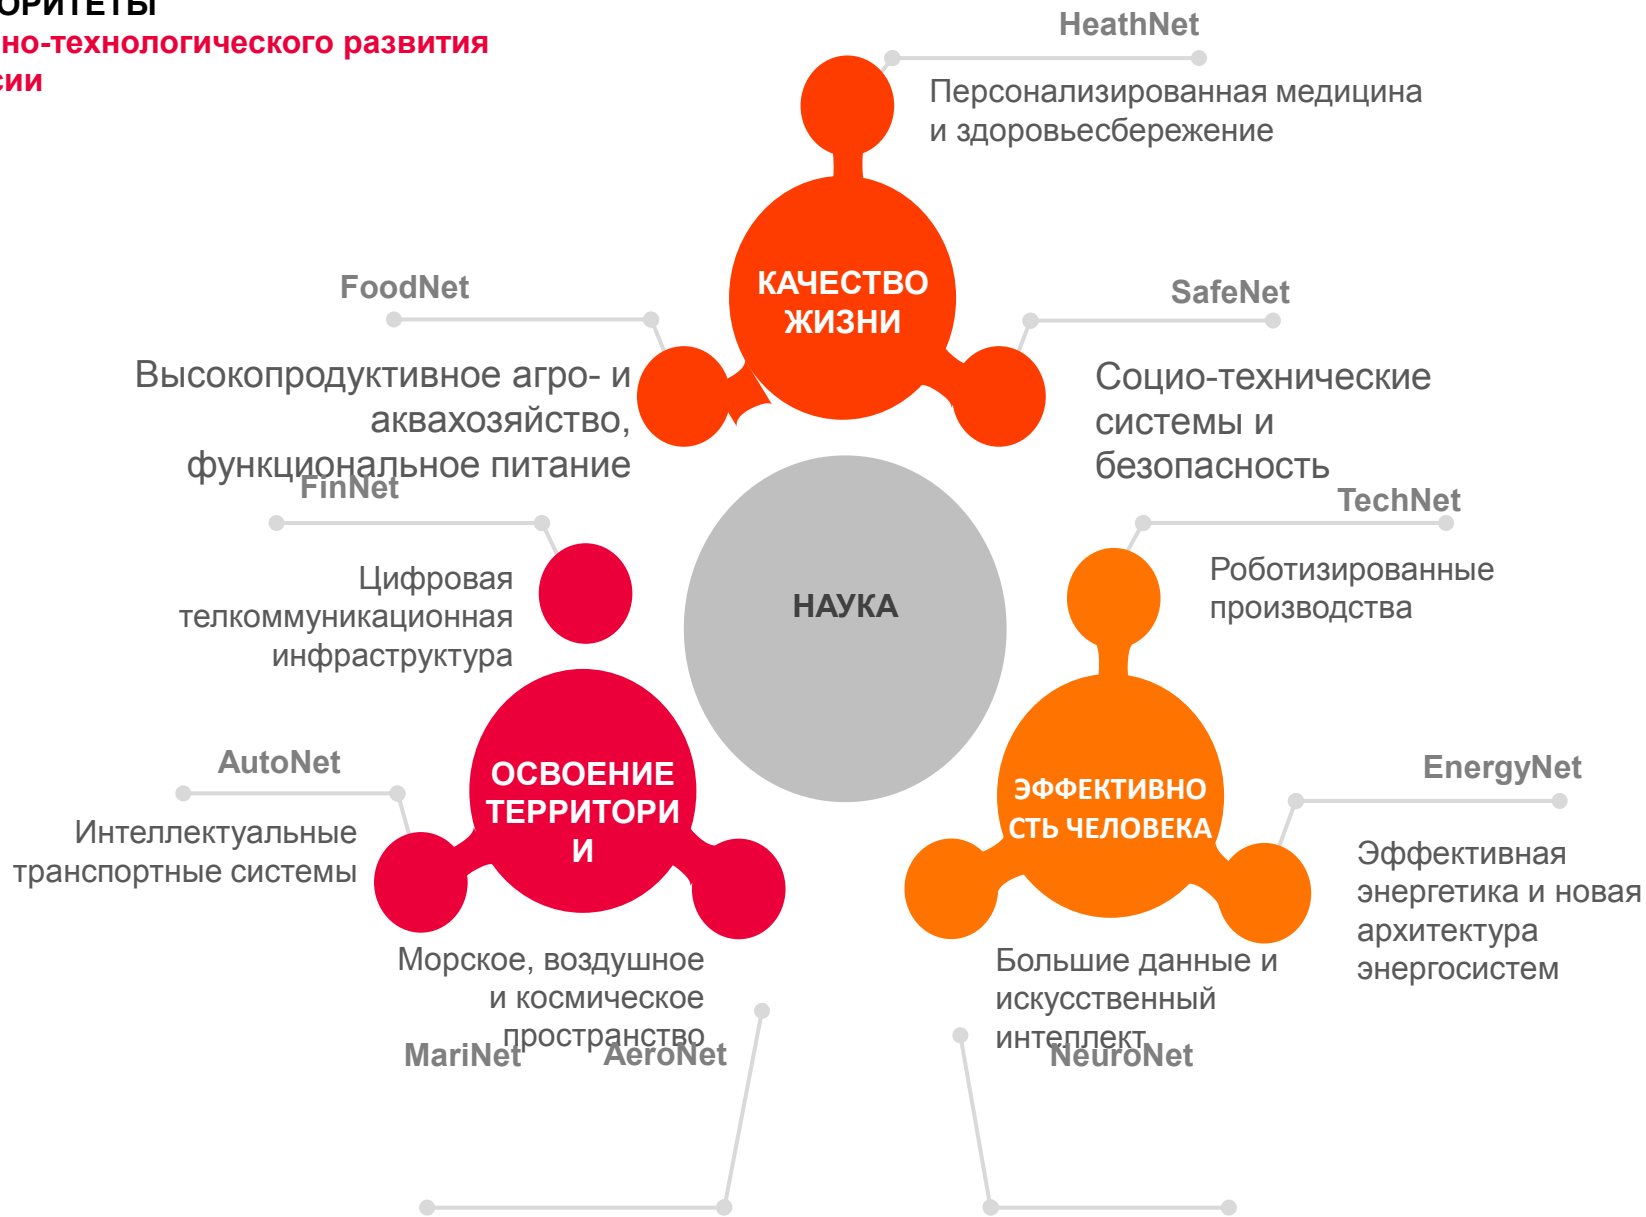 ОРИТЕТЫ
но-технологического развития
сии
HeathNet
Персонализированная медицина
и здоровьесбережение
КАЧЕСТВО
ЖИЗНИ
FoodNet
Высокопродуктивное агро- и
аквахозяйство,
функциональное питание
SafeNet
Социо-технические
системы и
безопасность
FinNet
Цифровая
телкоммуникационная
инфраструктура
НАУКА
TechNet
Роботизированные
производства
AutoNet
Интеллектуальные
транспортные системы
ОСВОЕНИЕ
ТЕРРИТОРИ
И
ЭФФЕКТИВНО
СТЬ ЧЕЛОВЕКА
EnergyNet
Эффективная
энергетика и новая
архитектура
энергосистем
Морское, воздушное
и космическое
пространство
MariNet AeroNet
Большие данные и
искусственный
интеллект
NeuroNet